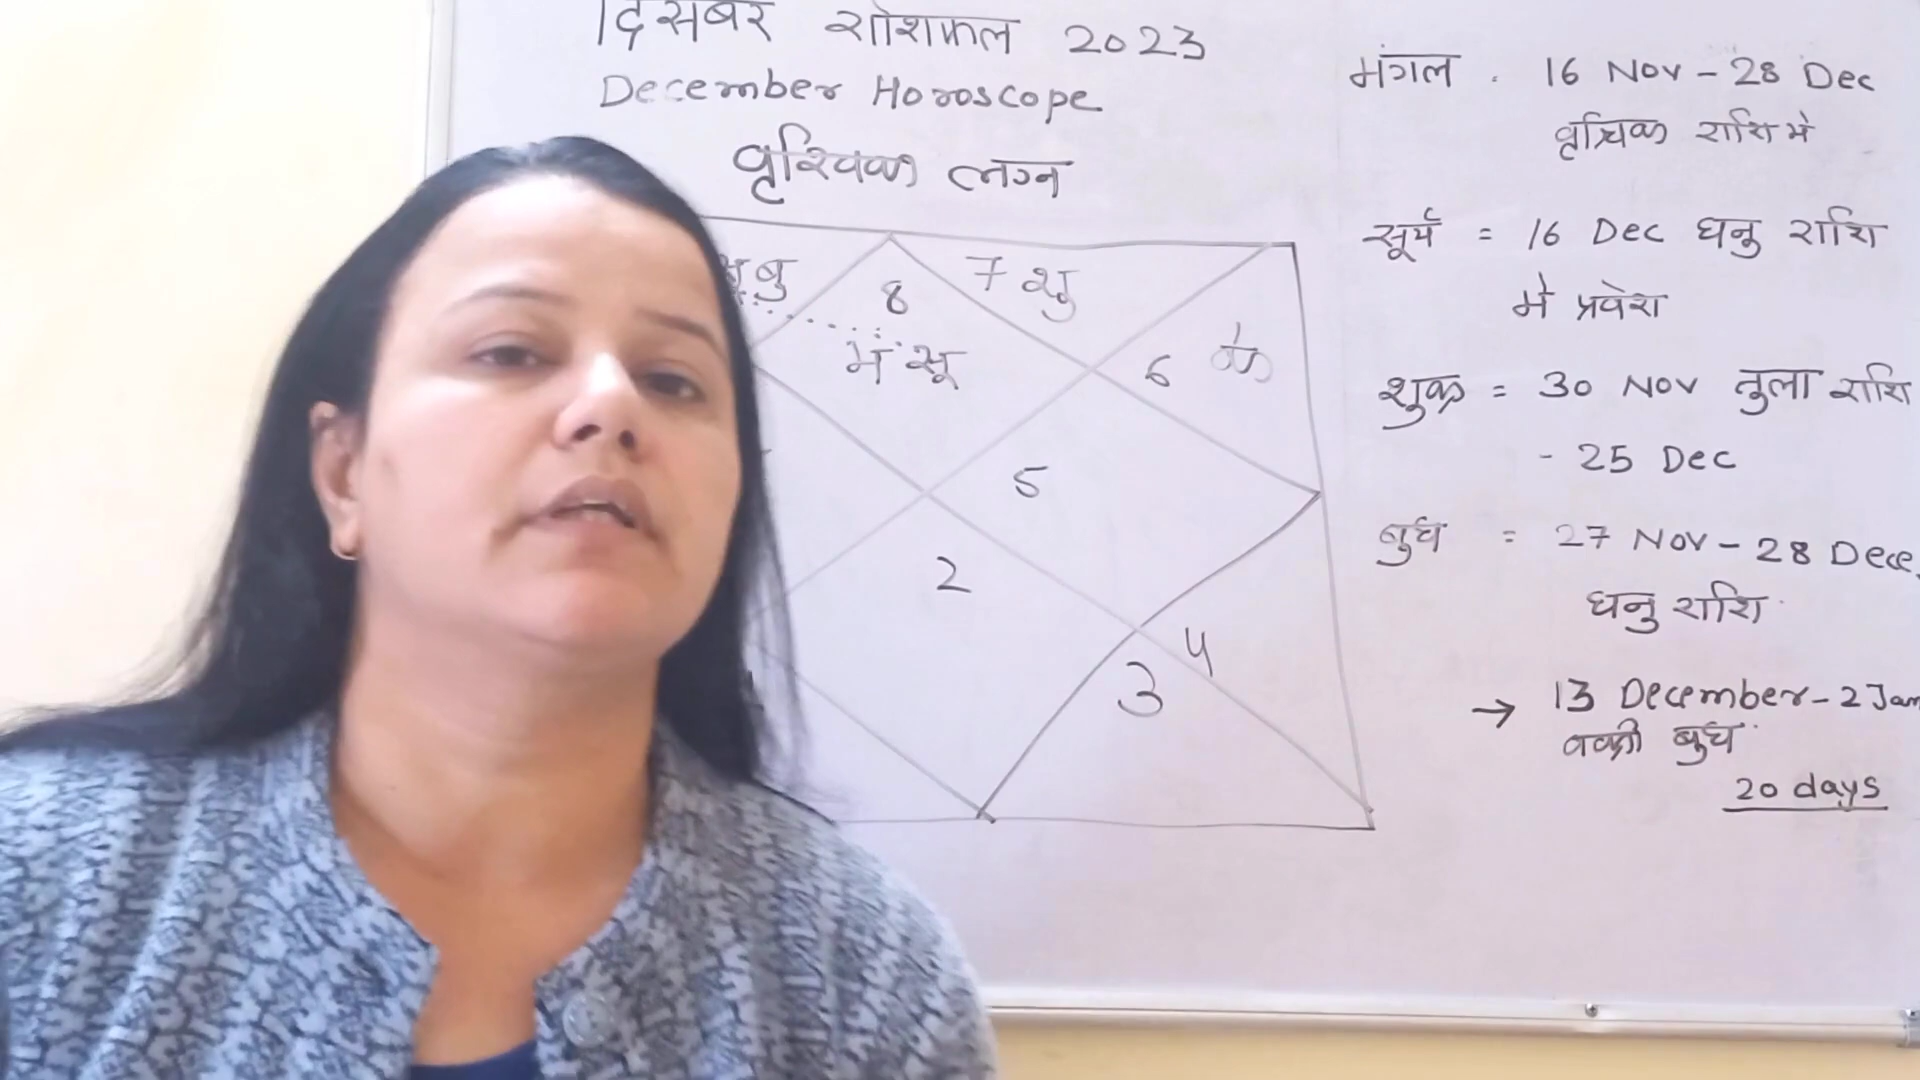 दिसंबर राशिफल 2023
December Horoscope
वृश्चिक लग्न
बु
8
7 शु
मं सू
6 के
5
2
4
3
मंगल . 16 Nov - 28 Dec
वृश्चिक राशि मे
सूर्य = 16 Dec धनु राशि
मे प्रवेश
शुक्र = 30 Nov तुला राशि
- 25 Dec
बुध = 27 Nov - 28 Dece.
धनु राशि
→ 13 December - 2 Jan
वक्री बुध
20 days